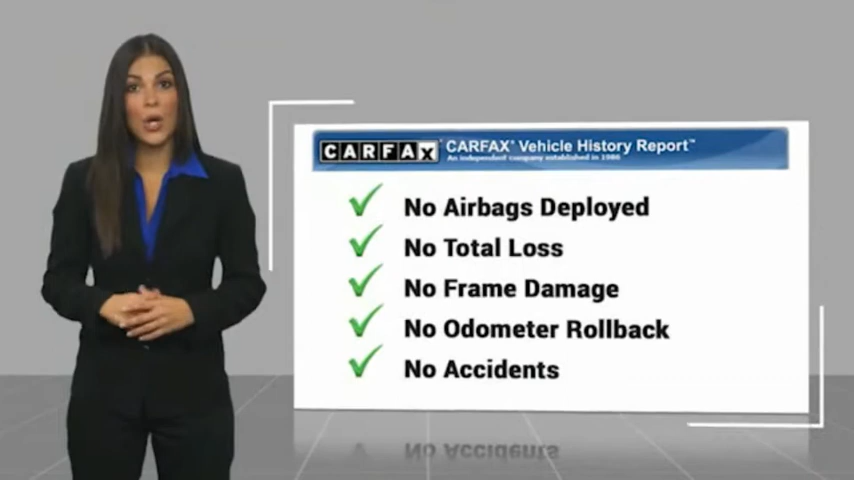 CARFAX
CARFAX® Vehicle History Report™
An independent company established in 1986
No Airbags Deployed
No Total Loss
No Frame Damage
No Odometer Rollback
No Accidents